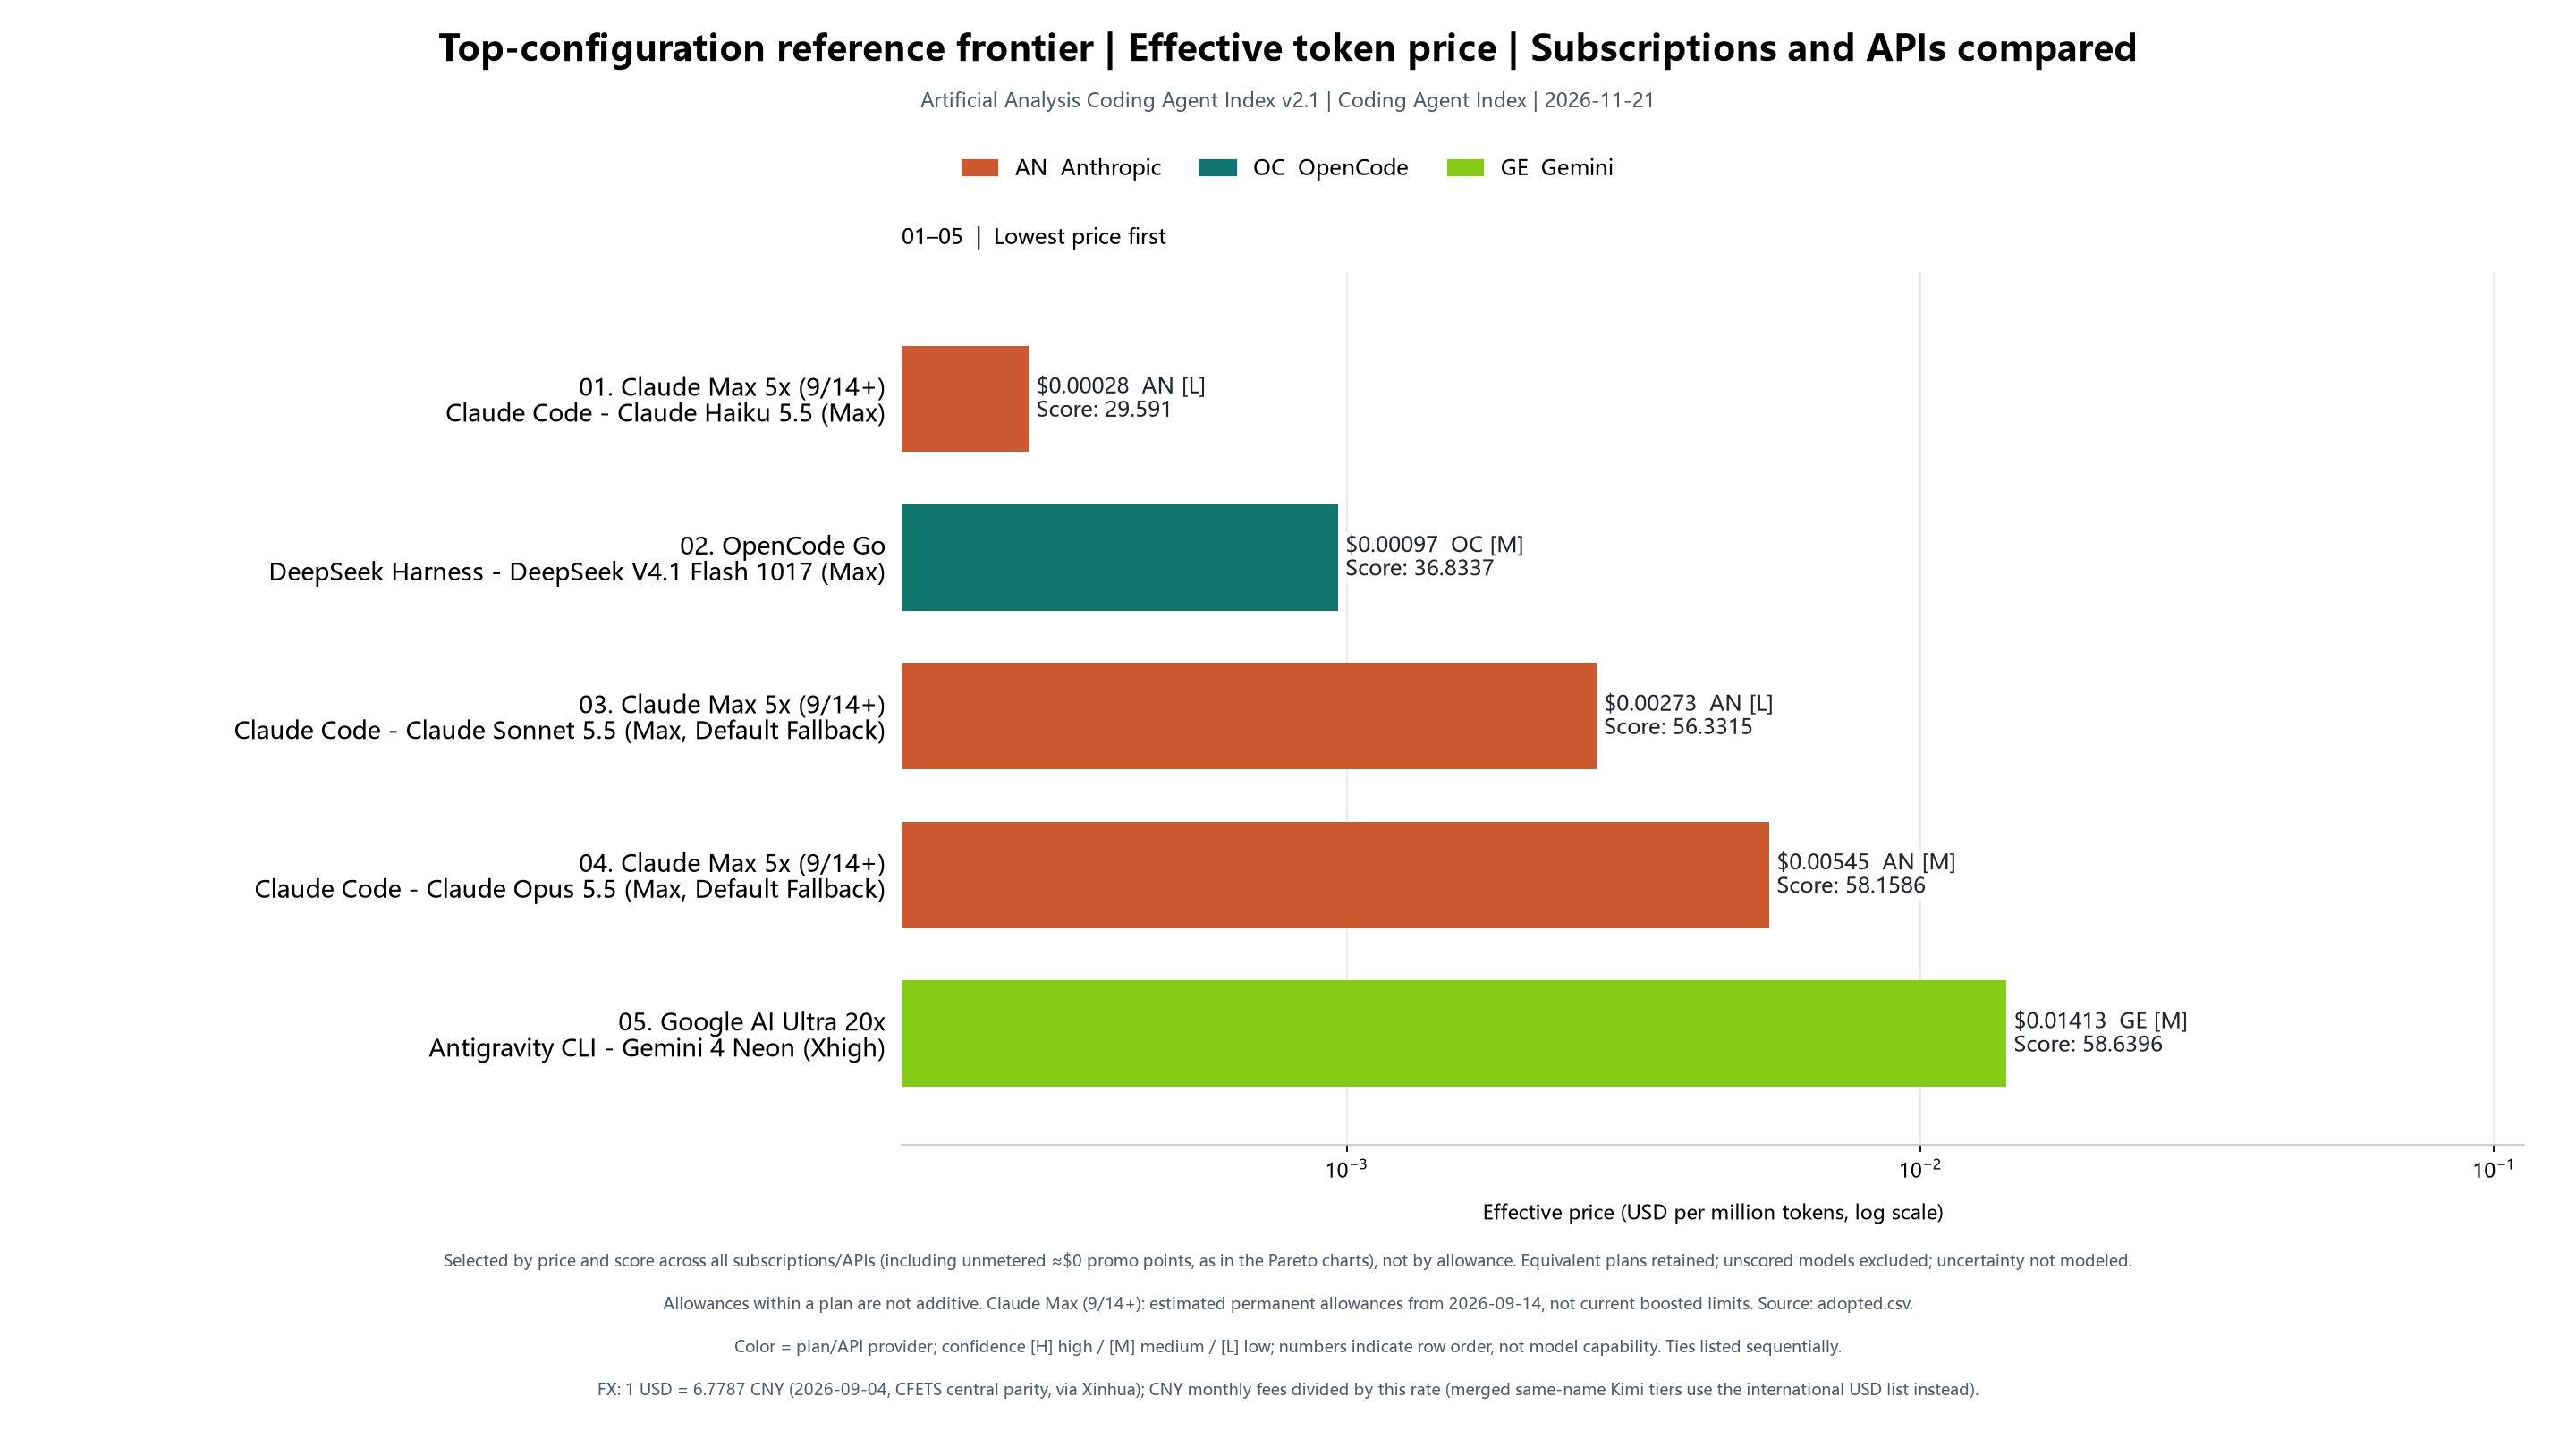 Top-configuration reference frontier | Effective token price | Subscriptions and APIs compared
Artificial Analysis Coding Agent Index v2.1 | Coding Agent Index | 2026-11-21
AN Anthropic OC OpenCode GE Gemini
01–05 | Lowest price first
01. Claude Max 5x (9/14+)
Claude Code - Claude Haiku 5.5 (Max)
$0.00028 AN [L]
Score: 29.591
02. OpenCode Go
DeepSeek Harness - DeepSeek V4.1 Flash 1017 (Max)
$0.00097 OC [M]
Score: 36.8337
03. Claude Max 5x (9/14+)
Claude Code - Claude Sonnet 5.5 (Max, Default Fallback)
$0.00273 AN [L]
Score: 56.3315
04. Claude Max 5x (9/14+)
Claude Code - Claude Opus 5.5 (Max, Default Fallback)
$0.00545 AN [M]
Score: 58.1586
05. Google AI Ultra 20x
Antigravity CLI - Gemini 4 Neon (Xhigh)
$0.01413 GE [M]
Score: 58.6396
10⁻³ 10⁻² 10⁻¹
Effective price (USD per million tokens, log scale)
Selected by price and score across all subscriptions/APIs (including unmetered ≈$0 promo points, as in the Pareto charts), not by allowance. Equivalent plans retained; unscored models excluded; uncertainty not modeled.
Allowances within a plan are not additive. Claude Max (9/14+): estimated permanent allowances from 2026-09-14, not current boosted limits. Source: adopted.csv.
Color = plan/API provider; confidence [H] high / [M] medium / [L] low; numbers indicate row order, not model capability. Ties listed sequentially.
FX: 1 USD = 6.7787 CNY (2026-09-04, CFETS central parity, via Xinhua); CNY monthly fees divided by this rate (merged same-name Kimi tiers use the international USD list instead).